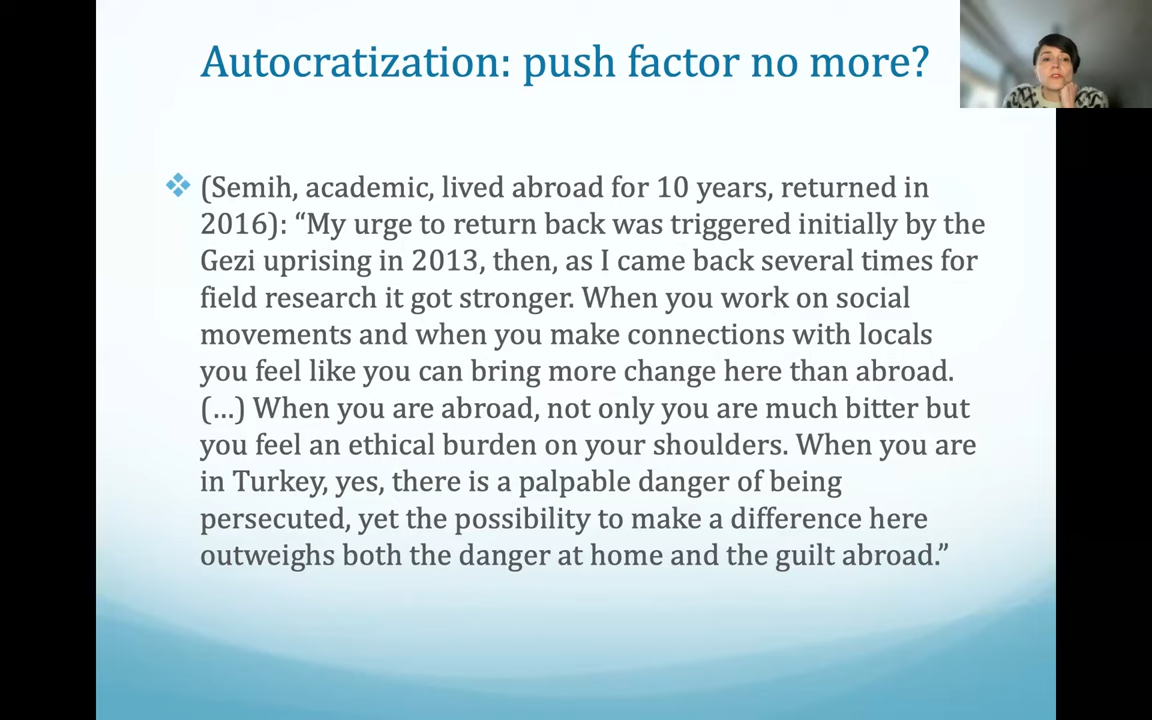 Autocratization: push factor no more?
(Semih, academic, lived abroad for 10 years, returned in
2016): “My urge to return back was triggered initially by the
Gezi uprising in 2013, then, as I came back several times for
field research it got stronger. When you work on social
movements and when you make connections with locals
you feel like you can bring more change here than abroad.
(…) When you are abroad, not only you are much bitter but
you feel an ethical burden on your shoulders. When you are
in Turkey, yes, there is a palpable danger of being
persecuted, yet the possibility to make a difference here
outweighs both the danger at home and the guilt abroad.”